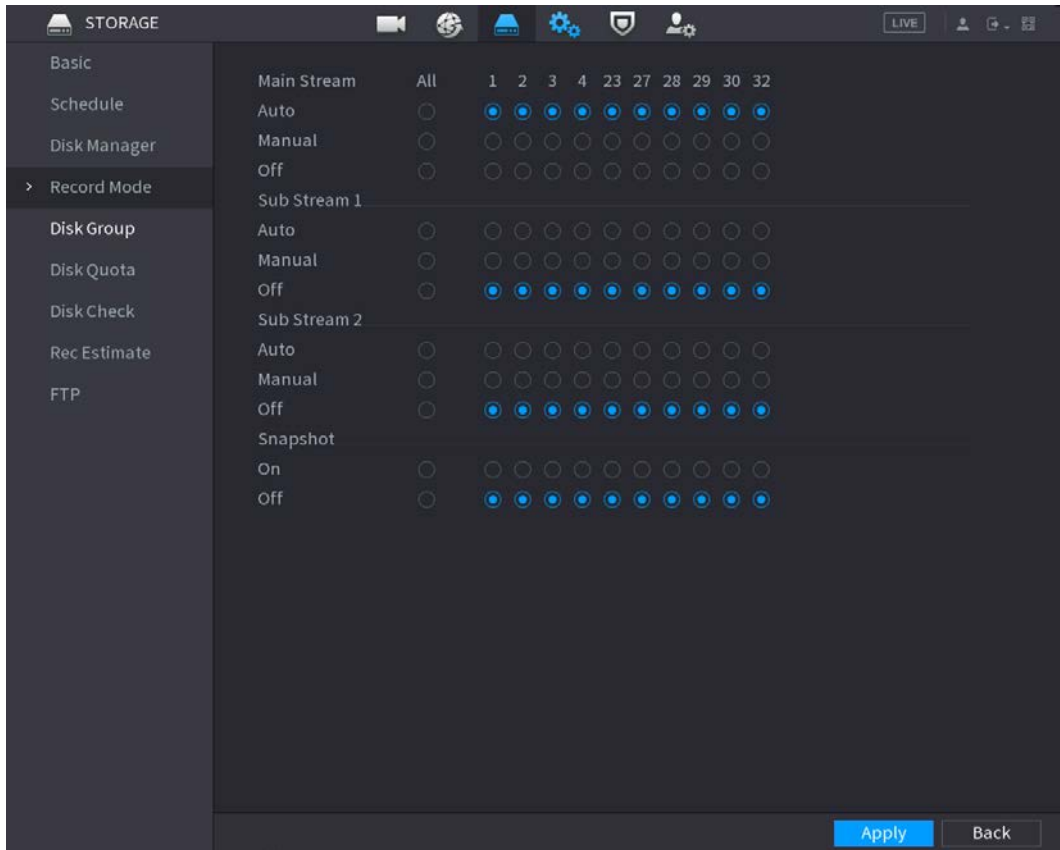 STORAGE LIVE
Basic
Schedule
Disk Manager
Record Mode
Disk Group
Disk Quota
Disk Check
Rec Estimate
FTP
Main Stream All 1 2 3 4 23 27 28 29 30 32
Auto
Manual
Off
Sub Stream 1
Auto
Manual
Off
Sub Stream 2
Auto
Manual
Off
Snapshot
On
Off
Apply Back